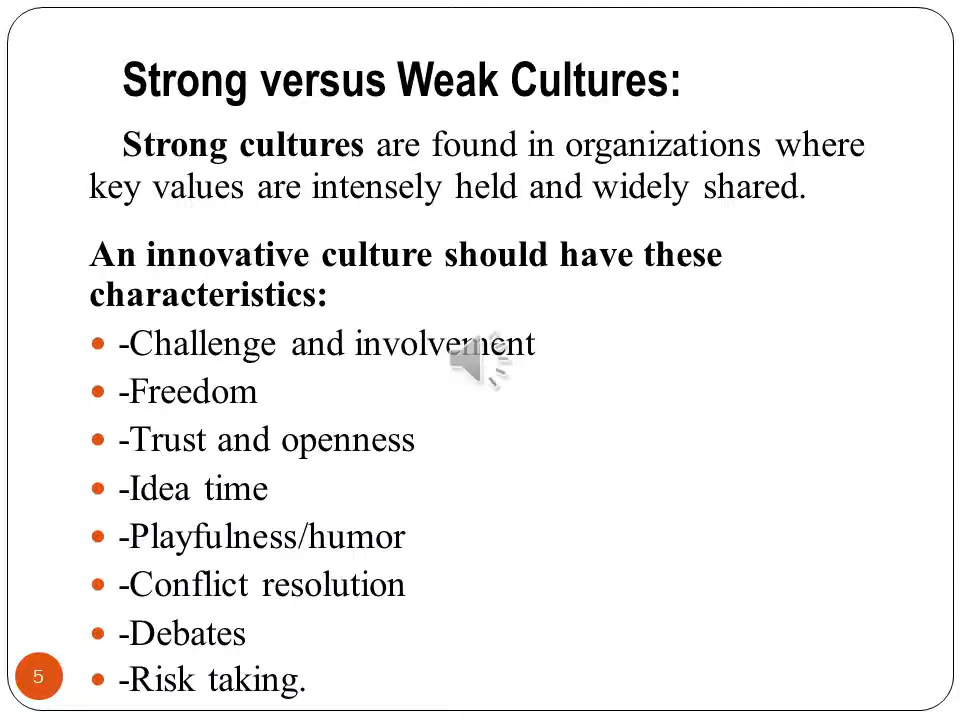 Strong versus Weak Cultures:
Strong cultures are found in organizations where
key values are intensely held and widely shared.
An innovative culture should have these
characteristics:
-Challenge and involvement
-Freedom
-Trust and openness
-Idea time
-Playfulness/humor
-Conflict resolution
-Debates
-Risk taking.
5